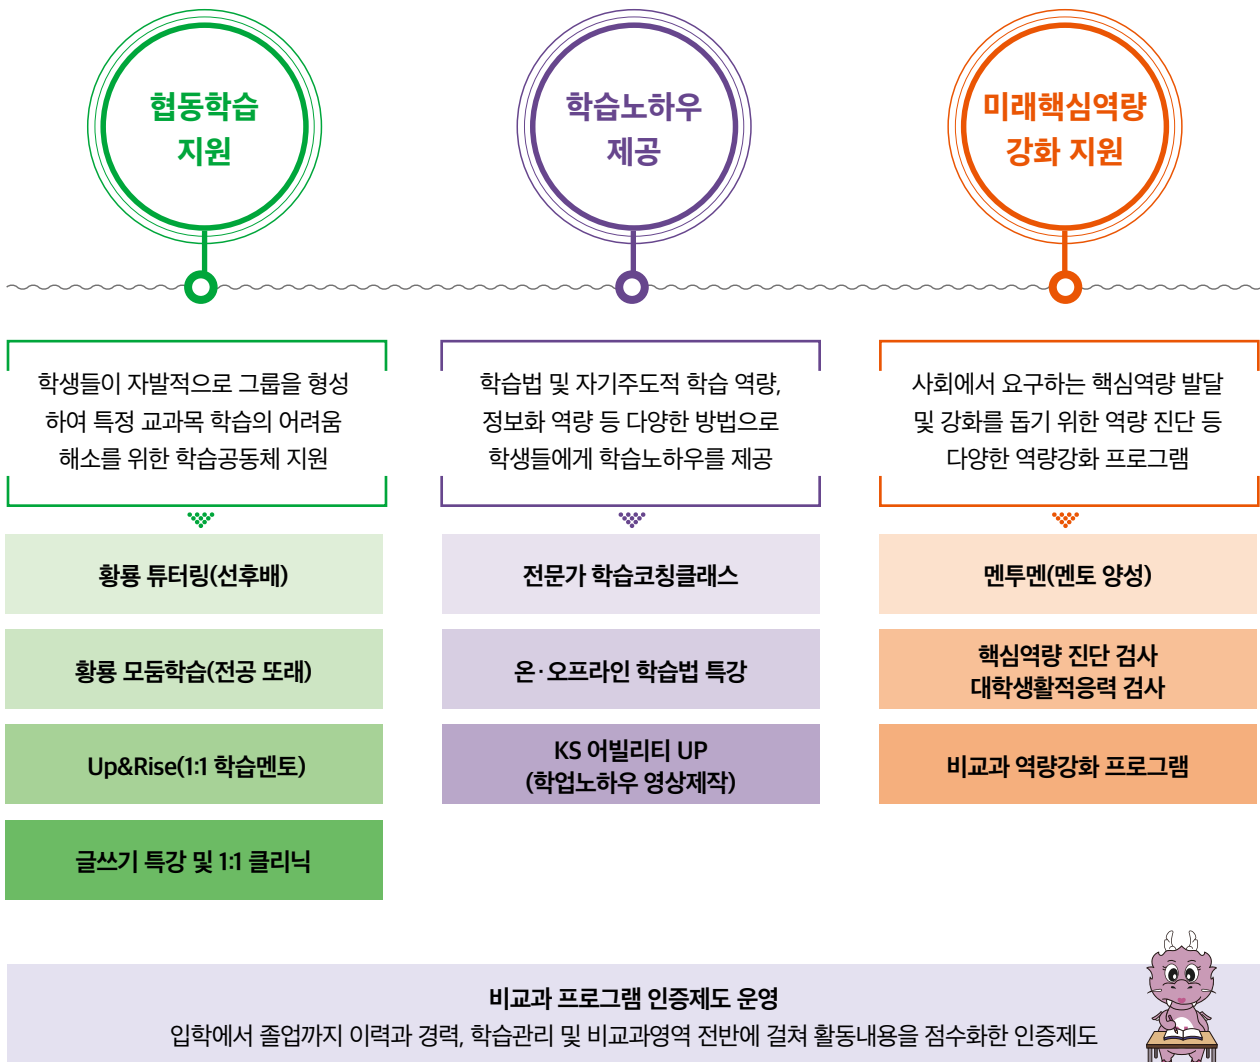 협동학습
지원
학생들이 자발적으로 그룹을 형성
하여 특정 교과목 학습의 어려움
해소를 위한 학습공동체 지원
황룡 튜터링(선후배)
황룡 모둠학습(전공 또래)
Up&Rise(1:1 학습멘토)
글쓰기 특강 및 1:1 클리닉
학습노하우
제공
학습법 및 자기주도적 학습 역량,
정보화 역량 등 다양한 방법으로
학생들에게 학습노하우를 제공
전문가 학습코칭클래스
온·오프라인 학습법 특강
KS 어빌리티 UP
(학업노하우 영상제작)
미래핵심역량
강화 지원
사회에서 요구하는 핵심역량 발달
및 강화를 돕기 위한 역량 진단 등
다양한 역량강화 프로그램
멘투멘(멘토 양성)
핵심역량 진단 검사
대학생활적응력 검사
비교과 역량강화 프로그램
비교과 프로그램 인증제도 운영
입학에서 졸업까지 이력과 경력, 학습관리 및 비교과영역 전반에 걸쳐 활동내용을 점수화한 인증제도